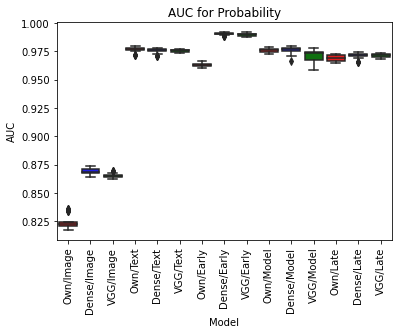 AUC for Probability
1.000
0.975
0.950
0.925
0.900
0.875
0.850
0.825
AUC
Own/Image
Dense/Image
VGG/Image
Own/Text
Dense/Text
VGG/Text
Own/Early
Dense/Early
VGG/Early
Own/Model
Dense/Model
VGG/Model
Own/Late
Dense/Late
VGG/Late
Model